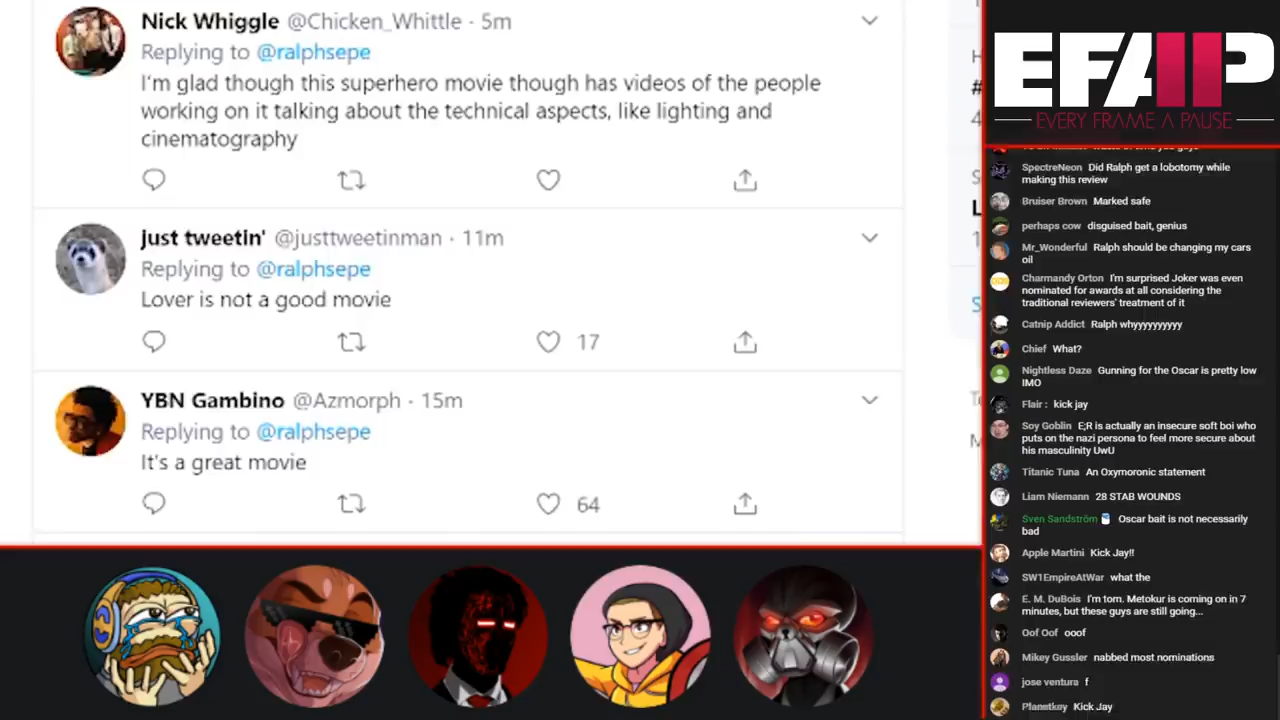 Nick Whiggle @Chicken_Whittle · 5m
Replying to @ralphsepe
I'm glad though this superhero movie though has videos of the people
working on it talking about the technical aspects, like lighting and
cinematography
just tweetin' @justtweetinman · 11m
Replying to @ralphsepe
Lover is not a good movie
17
YBN Gambino @Azmorph · 15m
Replying to @ralphsepe
It's a great movie
64
EFAP
EVERY FRAME A PAUSE
SpectreNeon Did Ralph get a lobotomy while
making this review
Bruiser Brown Marked safe
perhaps cow disguised bait, genius
Mr_Wonderful Ralph should be changing my cars
oil
Charmandy Orton I'm surprised Joker was even
nominated for awards at all considering the
traditional reviewers' treatment of it
Catnip Addict Ralph whyyyyyyyyy
Chief What?
Nightless Daze Gunning for the Oscar is pretty low
IMO
Flair : kick jay
Soy Goblin E;R is actually an insecure soft boi who
puts on the nazi persona to feel more secure about
his masculinity UwU
Titanic Tuna An Oxymoronic statement
Liam Niemann 28 STAB WOUNDS
Sven Sandström Oscar bait is not necessarily
bad
Apple Martini Kick Jay!!
SW1EmpireAtWar what the
E. M. DuBois I'm torn. Metokur is coming on in 7
minutes, but these guys are still going...
Oof Oof ooof
Mikey Gussler nabbed most nominations
jose ventura f
Planetkey Kick Jay